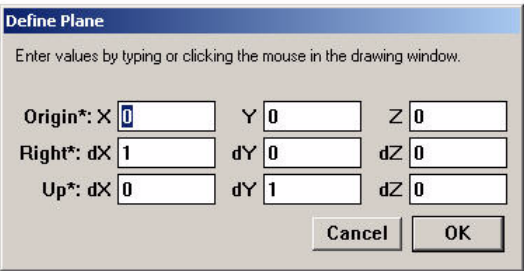 Define Plane
Enter values by typing or clicking the mouse in the drawing window.
Origin*: X 0 Y 0 Z 0
Right*: dX 1 dY 0 dZ 0
Up*: dX 0 dY 1 dZ 0
Cancel OK